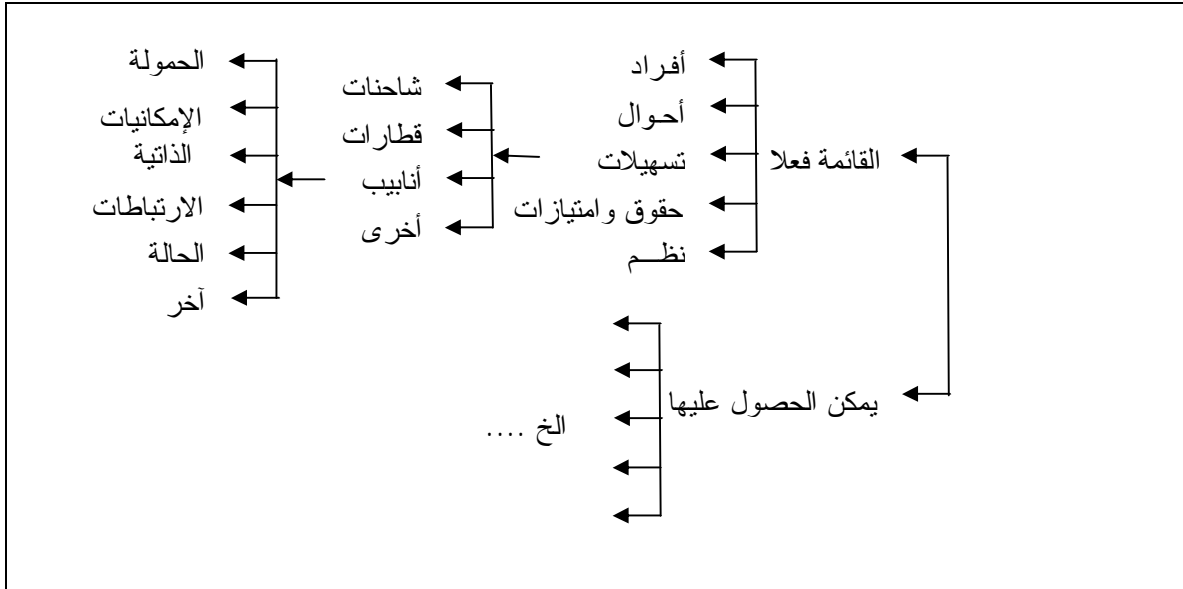 القائمة فعلا
يمكن الحصول عليها
أفراد
أحوال
تسهيلات
حقوق وامتيازات
نظـــم
الخ ....
شاحنات
قطارات
أنابيب
أخرى
الحمولة
الإمكانيات
الذاتية
الارتباطات
الحالة
آخر